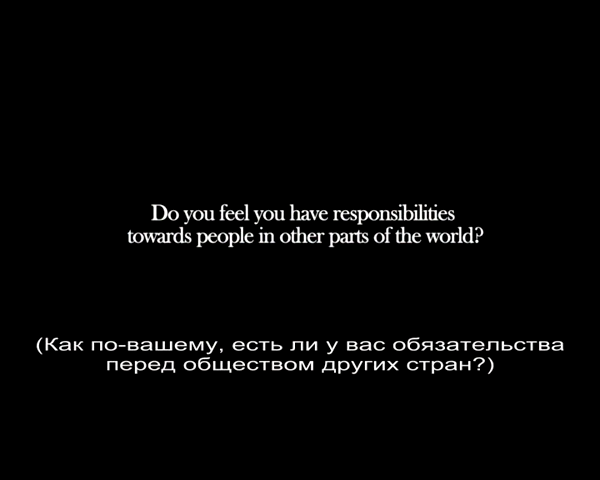 Do you feel you have responsibilities
towards people in other parts of the world?
(Как по-вашему, есть ли у вас обязательства
перед обществом других стран?)